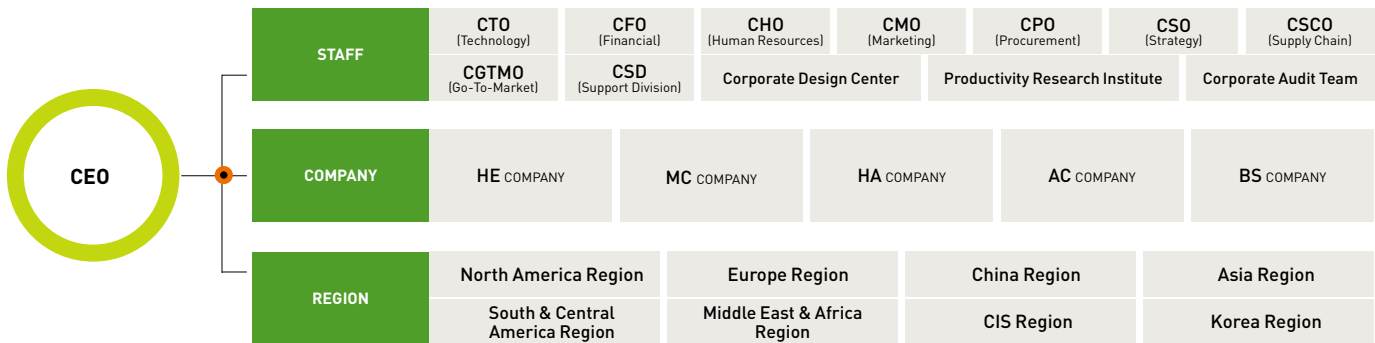 CEO
STAFF
CTO
(Technology)
CFO
(Financial)
CHO
(Human Resources)
CMO
(Marketing)
CPO
(Procurement)
CSO
(Strategy)
CSCO
(Supply Chain)
CGTMO
(Go-To-Market)
CSD
(Support Division)
Corporate Design Center
Productivity Research Institute
Corporate Audit Team
COMPANY
HE COMPANY
MC COMPANY
HA COMPANY
AC COMPANY
BS COMPANY
REGION
North America Region
Europe Region
China Region
Asia Region
South & Central
America Region
Middle East & Africa
Region
CIS Region
Korea Region